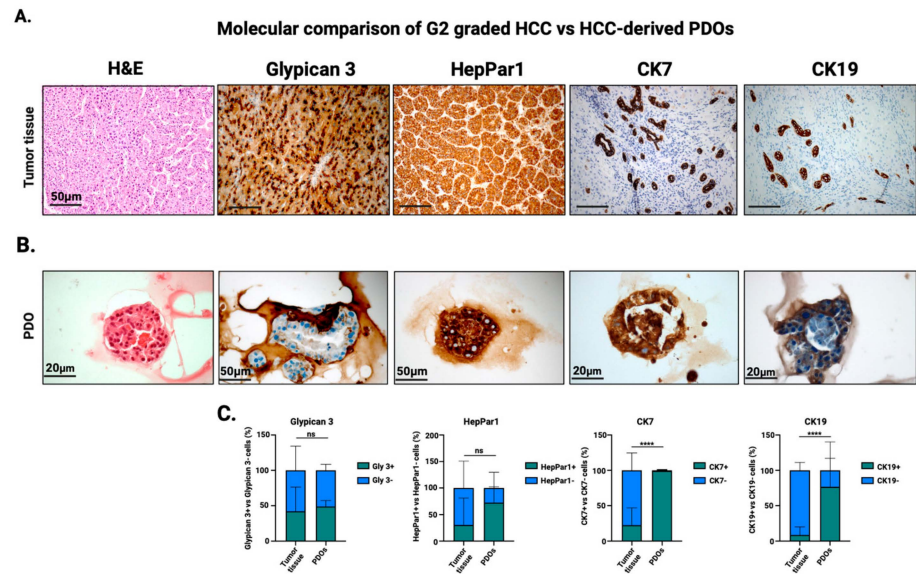 A.
Molecular comparison of G2 graded HCC vs HCC-derived PDOs
H&E
Glypican 3
HepPar1
CK7
CK19
Tumor tissue
50µm
B.
PDO
20µm
50µm
50µm
20µm
20µm
C.
Glypican 3
ns
Glypican 3+ vs Glypican 3- cells (%)
150
100
50
0
Tumor
tissue
PDOs
Gly 3+
Gly 3-
HepPar1
ns
HepPar1+ vs HepPar1- cells (%)
200
150
100
50
0
Tumor
tissue
PDOs
HepPar1+
HepPar1-
CK7
****
CK7+ vs CK7- cells (%)
150
100
50
0
Tumor
tissue
PDOs
CK7+
CK7-
CK19
****
CK19+ vs CK19- cells (%)
150
100
50
0
Tumor
tissue
PDOs
CK19+
CK19-